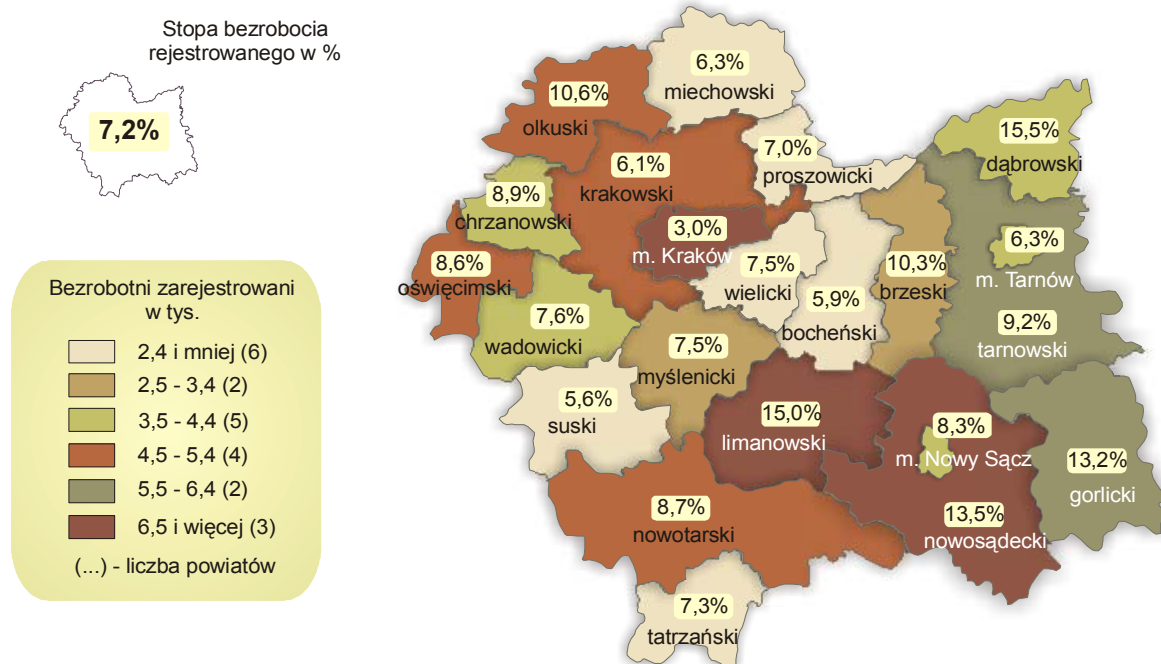 Stopa bezrobocia
rejestrowanego w %
7,2%
Bezrobotni zarejestrowani
w tys.
2,4 i mniej (6)
2,5 - 3,4 (2)
3,5 - 4,4 (5)
4,5 - 5,4 (4)
5,5 - 6,4 (2)
6,5 i więcej (3)
(...) - liczba powiatów
6,3%
miechowski
10,6%
olkuski
6,1%
krakowski
7,0%
proszowicki
15,5%
dąbrowski
8,9%
chrzanowski
3,0%
m. Kraków
6,3%
m. Tarnów
8,6%
oświęcimski
7,5%
wielicki
5,9%
bocheński
10,3%
brzeski
9,2%
tarnowski
7,6%
wadowicki
7,5%
myślenicki
5,6%
suski
15,0%
limanowski
8,3%
m. Nowy Sącz
13,2%
gorlicki
8,7%
nowotarski
13,5%
nowosądecki
7,3%
tatrzański